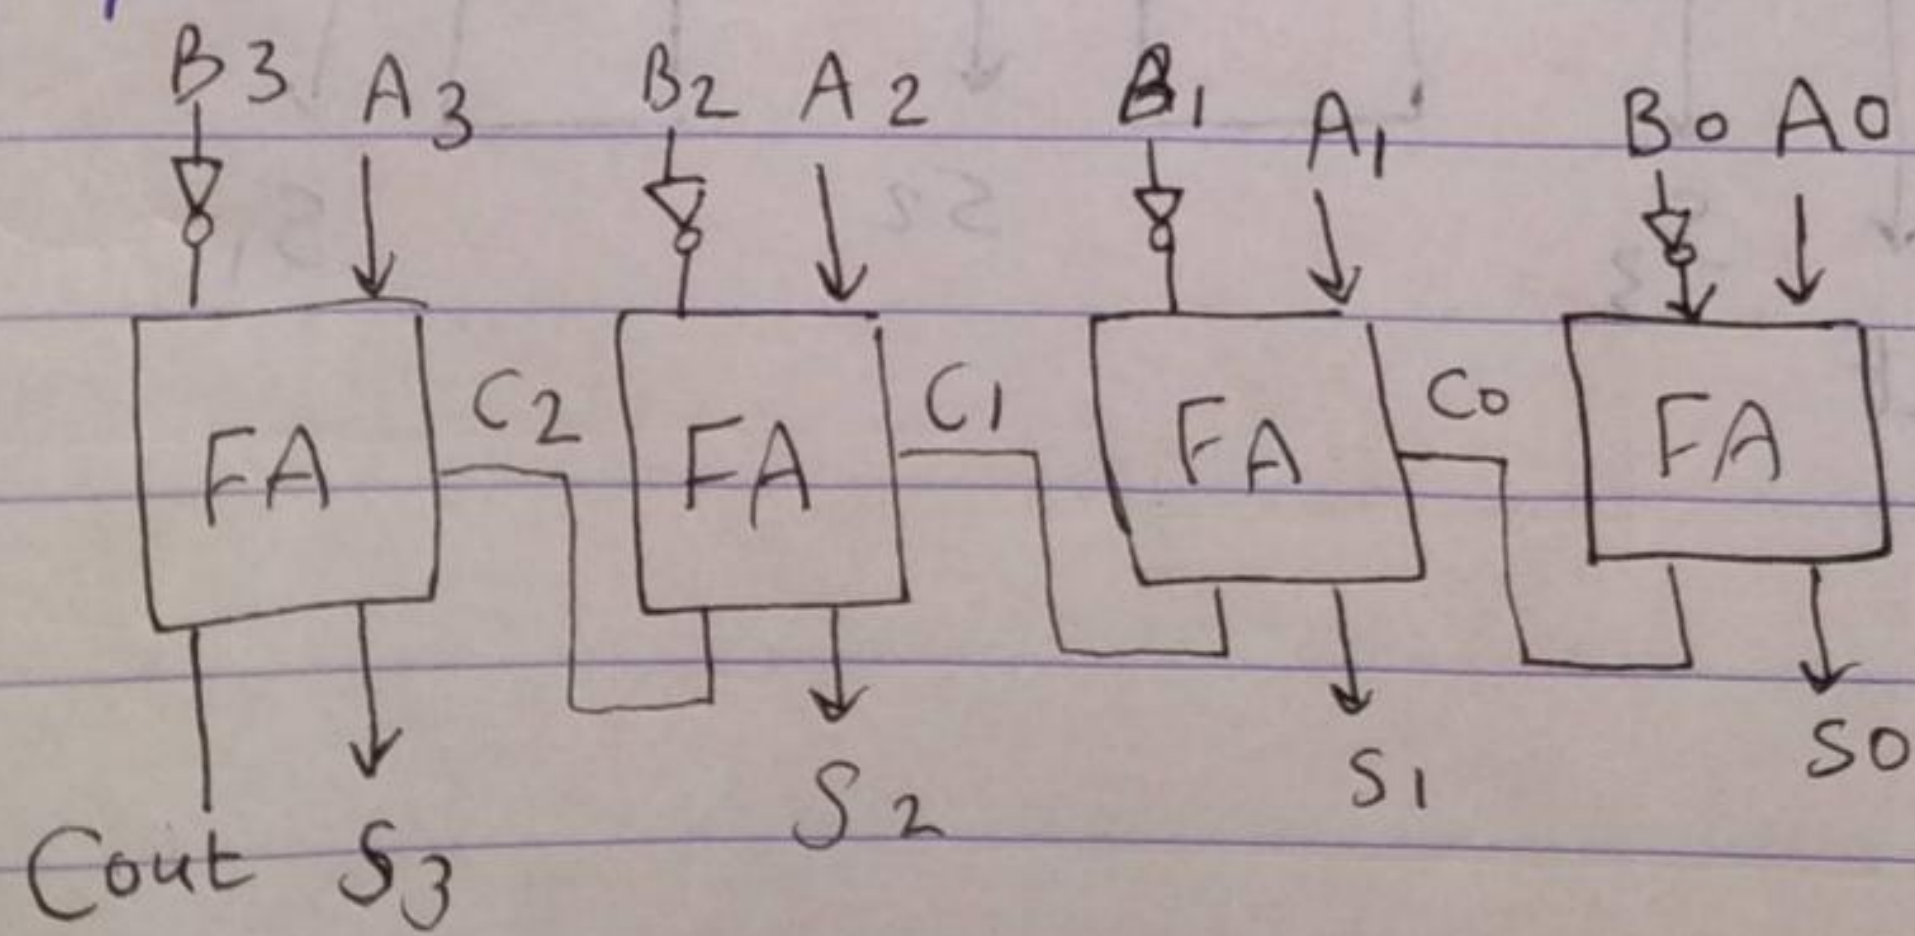 B3 A3 B2 A2 B1 A1 B0 A0
FA C2 FA C1 FA C0 FA
Cout S3 S2 S1 S0